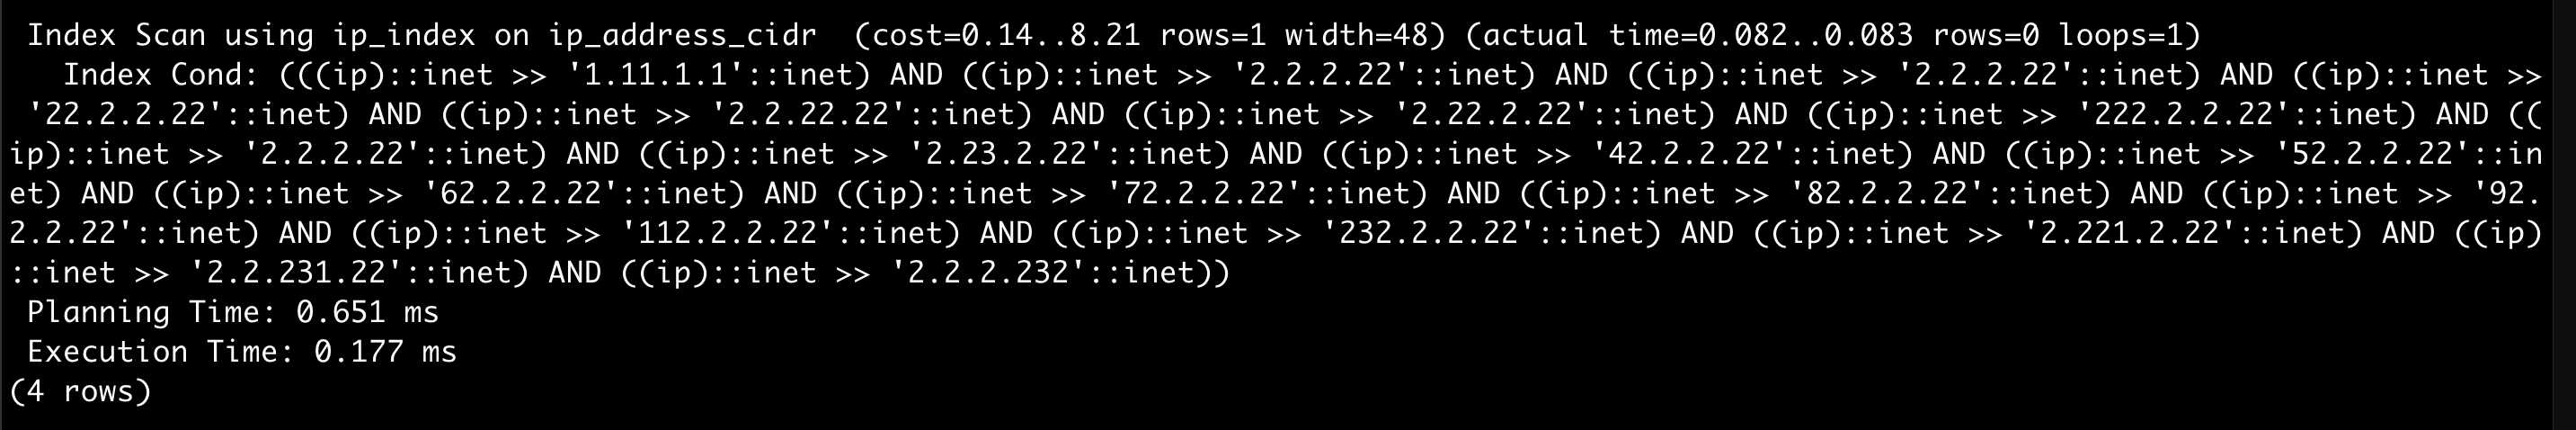 Index Scan using ip_index on ip_address_cidr  (cost=0.14..8.21 rows=1 width=48) (actual time=0.082..0.083 rows=0 loops=1)
Index Cond: (((ip)::inet >> '1.11.1.1'::inet) AND ((ip)::inet >> '2.2.2.22'::inet) AND ((ip)::inet >> '2.2.2.22'::inet) AND ((ip)::inet >>
'22.2.2.22'::inet) AND ((ip)::inet >> '2.2.22.22'::inet) AND ((ip)::inet >> '2.22.2.22'::inet) AND ((ip)::inet >> '222.2.2.22'::inet) AND ((
ip)::inet >> '2.2.2.22'::inet) AND ((ip)::inet >> '2.23.2.22'::inet) AND ((ip)::inet >> '42.2.2.22'::inet) AND ((ip)::inet >> '52.2.2.22'::in
et) AND ((ip)::inet >> '62.2.2.22'::inet) AND ((ip)::inet >> '72.2.2.22'::inet) AND ((ip)::inet >> '82.2.2.22'::inet) AND ((ip)::inet >> '92.
2.2.22'::inet) AND ((ip)::inet >> '112.2.2.22'::inet) AND ((ip)::inet >> '232.2.2.22'::inet) AND ((ip)::inet >> '2.221.2.22'::inet) AND ((ip)
::inet >> '2.2.231.22'::inet) AND ((ip)::inet >> '2.2.2.232'::inet))
Planning Time: 0.651 ms
Execution Time: 0.177 ms
(4 rows)